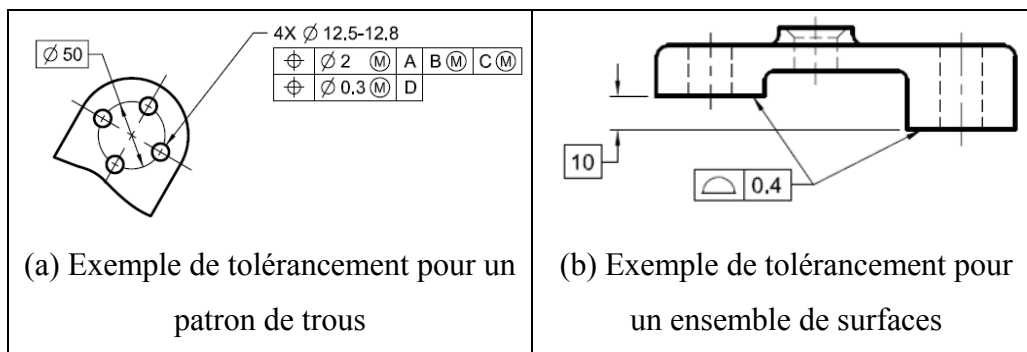 4X Ø 12,5-12,8
Ø 50
⌖ Ø 2 Ⓜ A B Ⓜ C Ⓜ
⌖ Ø 0,3 Ⓜ D
(a) Exemple de tolérancement pour un
patron de trous
10
⌓ 0,4
(b) Exemple de tolérancement pour
un ensemble de surfaces